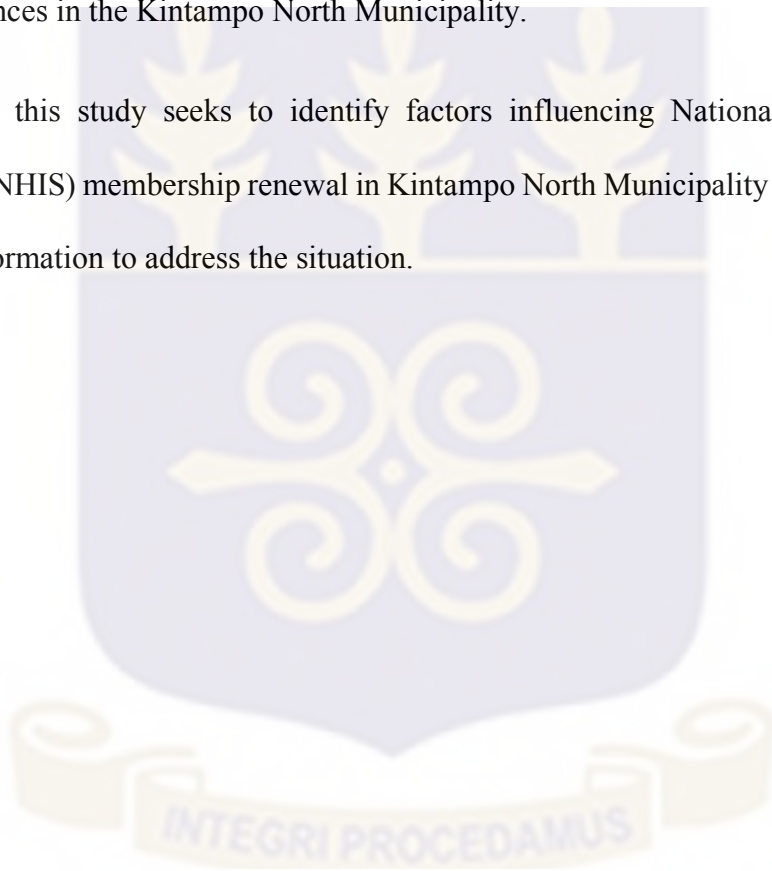 nces in the Kintampo North Municipality.
this study seeks to identify factors influencing Nationa
NHIS) membership renewal in Kintampo North Municipality
ormation to address the situation.
INTEGRI PROCEDAMUS